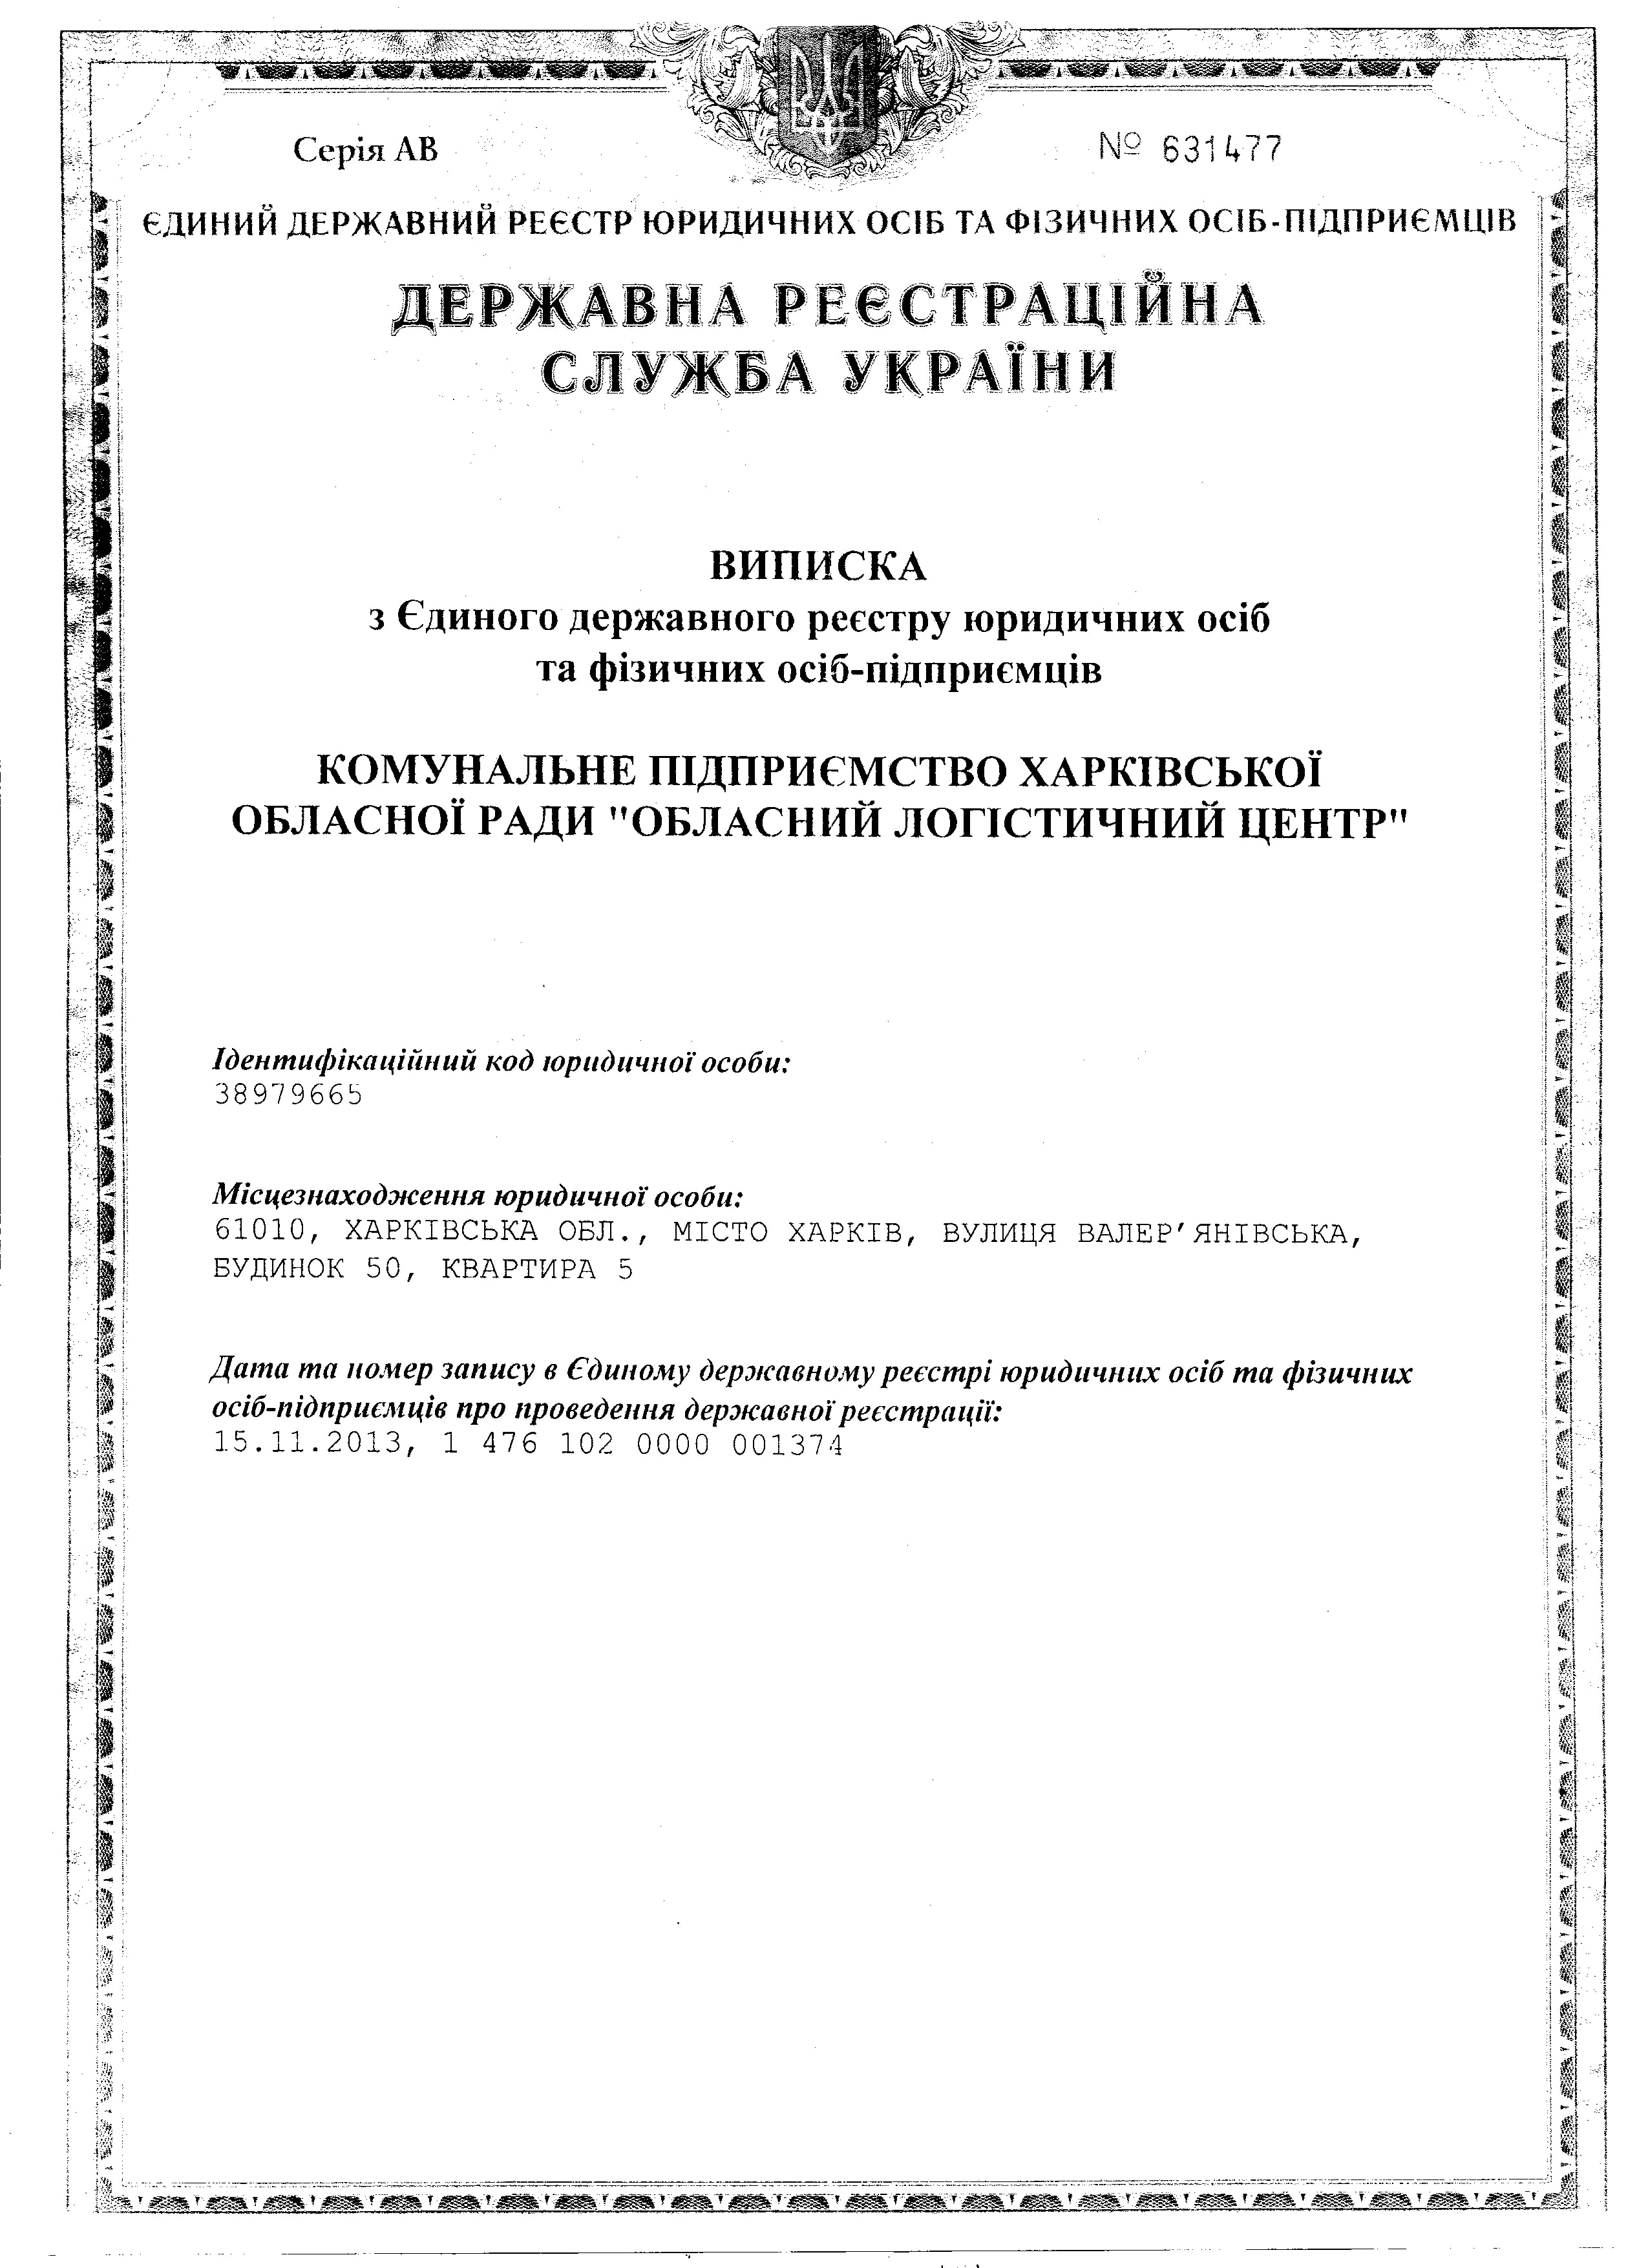 Серія АВ
№ 631477
ЄДИНИЙ ДЕРЖАВНИЙ РЕЄСТР ЮРИДИЧНИХ ОСІБ ТА ФІЗИЧНИХ ОСІБ-ПІДПРИЄМЦІВ
ДЕРЖАВНА РЕЄСТРАЦІЙНА
СЛУЖБА УКРАЇНИ
ВИПИСКА
з Єдиного державного реєстру юридичних осіб
та фізичних осіб-підприємців
КОМУНАЛЬНЕ ПІДПРИЄМСТВО ХАРКІВСЬКОЇ
ОБЛАСНОЇ РАДИ "ОБЛАСНИЙ ЛОГІСТИЧНИЙ ЦЕНТР"
Ідентифікаційний код юридичної особи:
38979665
Місцезнаходження юридичної особи:
61010, ХАРКІВСЬКА ОБЛ., МІСТО ХАРКІВ, ВУЛИЦЯ ВАЛЕР'ЯНІВСЬКА,
БУДИНОК 50, КВАРТИРА 5
Дата та номер запису в Єдиному державному реєстрі юридичних осіб та фізичних
осіб-підприємців про проведення державної реєстрації:
15.11.2013, 1 476 102 0000 001374